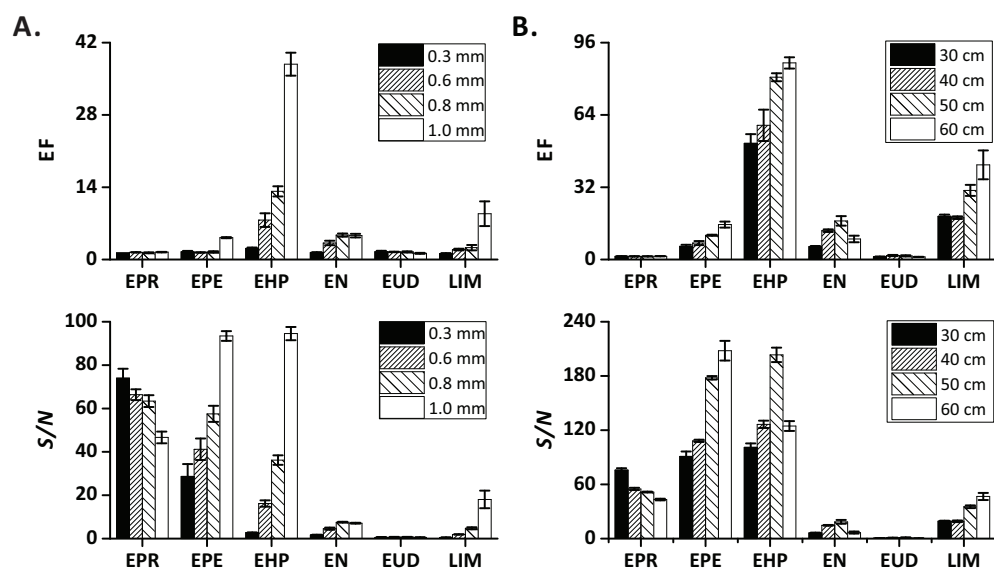 A.
42
28
14
0
EF
0.3 mm
0.6 mm
0.8 mm
1.0 mm
EPR EPE EHP EN EUD LIM
100
80
60
40
20
0
S/N
0.3 mm
0.6 mm
0.8 mm
1.0 mm
EPR EPE EHP EN EUD LIM
B.
96
64
32
0
EF
30 cm
40 cm
50 cm
60 cm
EPR EPE EHP EN EUD LIM
240
180
120
60
0
S/N
30 cm
40 cm
50 cm
60 cm
EPR EPE EHP EN EUD LIM